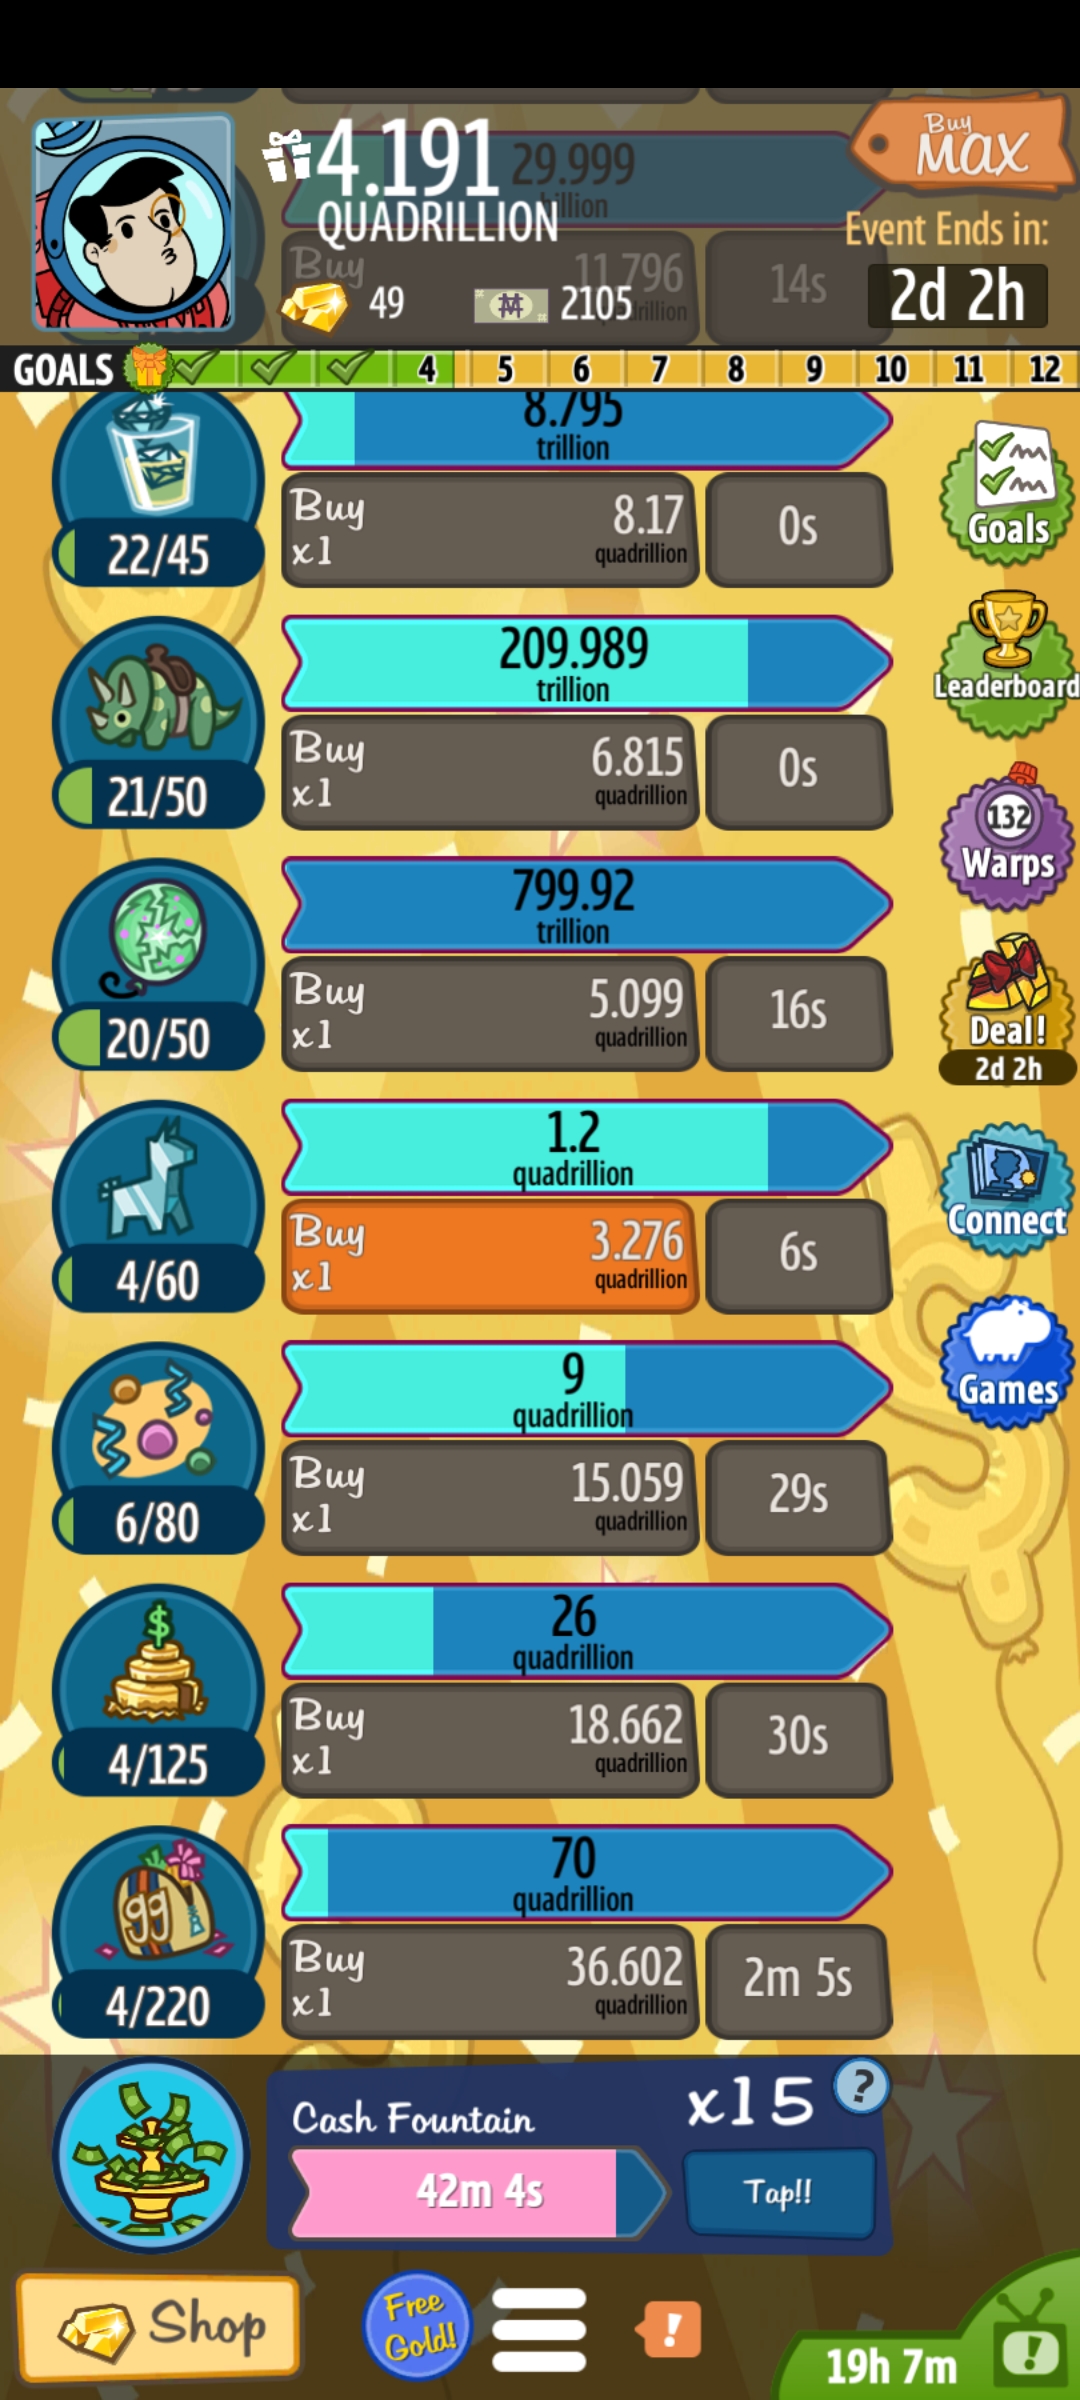 4.191
QUADRILLION
29.999
Buy
MAX
Event Ends in:
2d 2h
Buy
11.796
14s
49
2105
GOALS
4
5
6
7
8
9
10
11
12
8.795
trillion
22/45
Buy
x1
8.17
quadrillion
0s
Goals
209.989
trillion
21/50
Buy
x1
6.815
quadrillion
0s
Leaderboard
799.92
trillion
20/50
Buy
x1
5.099
quadrillion
16s
132
Warps
Deal!
2d 2h
1.2
quadrillion
4/60
Buy
x1
3.276
quadrillion
6s
Connect
9
quadrillion
6/80
Buy
x1
15.059
quadrillion
29s
Games
26
quadrillion
$
4/125
Buy
x1
18.662
quadrillion
30s
70
quadrillion
99
4/220
Buy
x1
36.602
quadrillion
2m 5s
Cash Fountain
x15
?
42m 4s
Tap!!
Shop
Free
Gold!
!
19h 7m
!